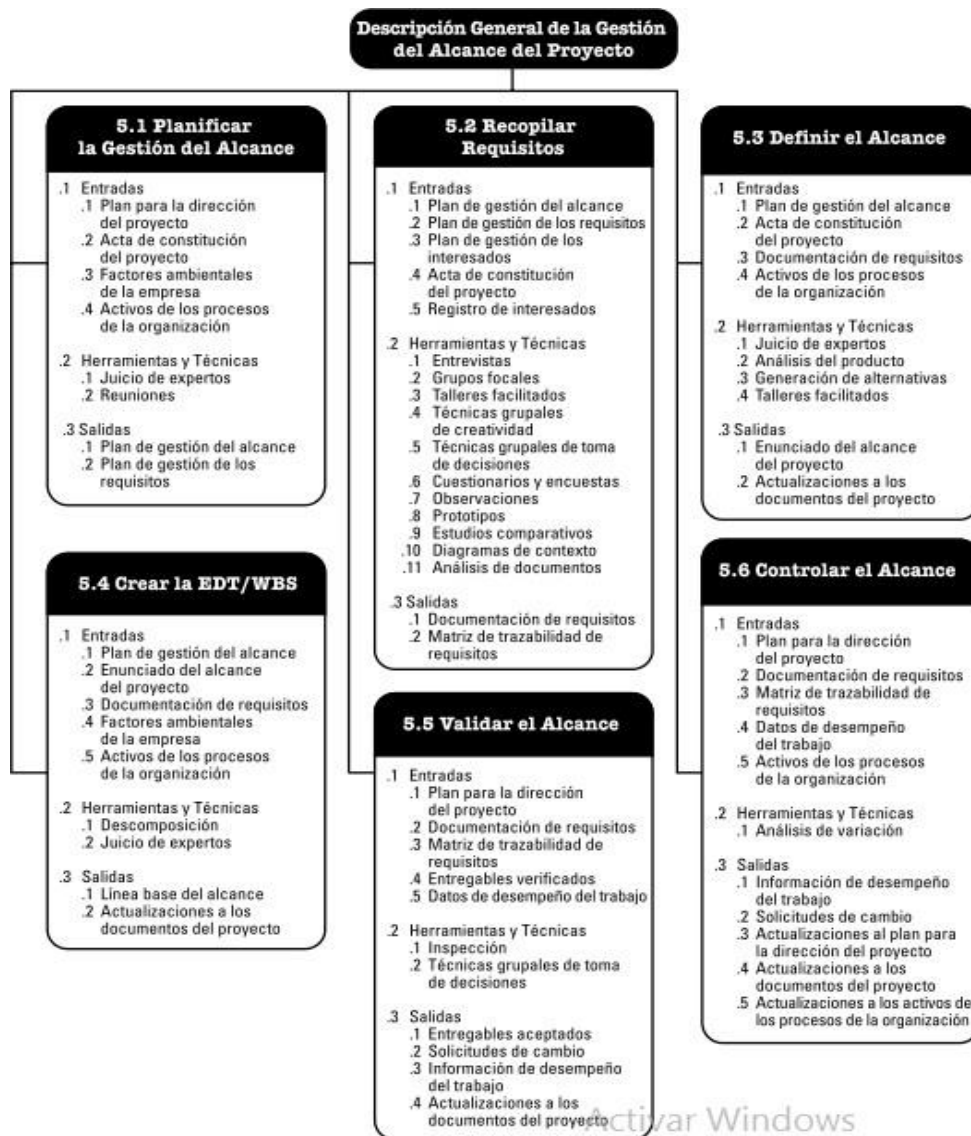 Descripción General de la Gestión
del Alcance del Proyecto
5.1 Planificar
la Gestión del Alcance
.1 Entradas
.1 Plan para la dirección
del proyecto
.2 Acta de constitución
del proyecto
.3 Factores ambientales
de la empresa
.4 Activos de los procesos
de la organización
.2 Herramientas y Técnicas
.1 Juicio de expertos
.2 Reuniones
.3 Salidas
.1 Plan de gestión del alcance
.2 Plan de gestión de los
requisitos
5.2 Recopilar
Requisitos
.1 Entradas
.1 Plan de gestión del alcance
.2 Plan de gestión de los requisitos
.3 Plan de gestión de los
interesados
.4 Acta de constitución
del proyecto
.5 Registro de interesados
.2 Herramientas y Técnicas
.1 Entrevistas
.2 Grupos focales
.3 Talleres facilitados
.4 Técnicas grupales
de creatividad
.5 Técnicas grupales de toma
de decisiones
.6 Cuestionarios y encuestas
.7 Observaciones
.8 Prototipos
.9 Estudios comparativos
.10 Diagramas de contexto
.11 Análisis de documentos
.3 Salidas
.1 Documentación de requisitos
.2 Matriz de trazabilidad de
requisitos
5.3 Definir el Alcance
.1 Entradas
.1 Plan de gestión del alcance
.2 Acta de constitución
del proyecto
.3 Documentación de requisitos
.4 Activos de los procesos
de la organización
.2 Herramientas y Técnicas
.1 Juicio de expertos
.2 Análisis del producto
.3 Generación de alternativas
.4 Talleres facilitados
.3 Salidas
.1 Enunciado del alcance
del proyecto
.2 Actualizaciones a los
documentos del proyecto
5.4 Crear la EDT/WBS
.1 Entradas
.1 Plan de gestión del alcance
.2 Enunciado del alcance
del proyecto
.3 Documentación de requisitos
.4 Factores ambientales
de la empresa
.5 Activos de los procesos
de la organización
.2 Herramientas y Técnicas
.1 Descomposición
.2 Juicio de expertos
.3 Salidas
.1 Línea base del alcance
.2 Actualizaciones a los
documentos del proyecto
5.5 Validar el Alcance
.1 Entradas
.1 Plan para la dirección
del proyecto
.2 Documentación de requisitos
.3 Matriz de trazabilidad de
requisitos
.4 Entregables verificados
.5 Datos de desempeño del trabajo
.2 Herramientas y Técnicas
.1 Inspección
.2 Técnicas grupales de toma
de decisiones
.3 Salidas
.1 Entregables aceptados
.2 Solicitudes de cambio
.3 Información de desempeño
del trabajo
.4 Actualizaciones a los
documentos del proyecto
5.6 Controlar el Alcance
.1 Entradas
.1 Plan para la dirección
del proyecto
.2 Documentación de requisitos
.3 Matriz de trazabilidad de
requisitos
.4 Datos de desempeño
del trabajo
.5 Activos de los procesos
de la organización
.2 Herramientas y Técnicas
.1 Análisis de variación
.3 Salidas
.1 Información de desempeño
del trabajo
.2 Solicitudes de cambio
.3 Actualizaciones al plan para
la dirección del proyecto
.4 Actualizaciones a los
documentos del proyecto
.5 Actualizaciones a los activos de
los procesos de la organización
Activar Windows